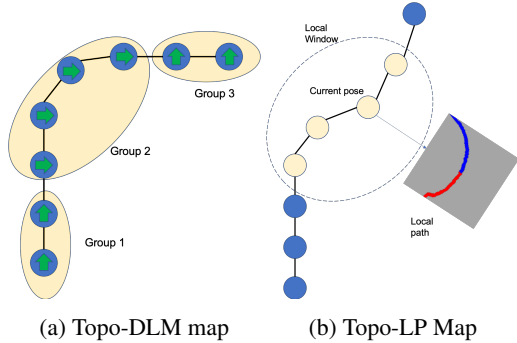 Group 3
Group 2
Group 1
Local
Window
Current pose
Local
path
(a) Topo-DLM map
(b) Topo-LP Map